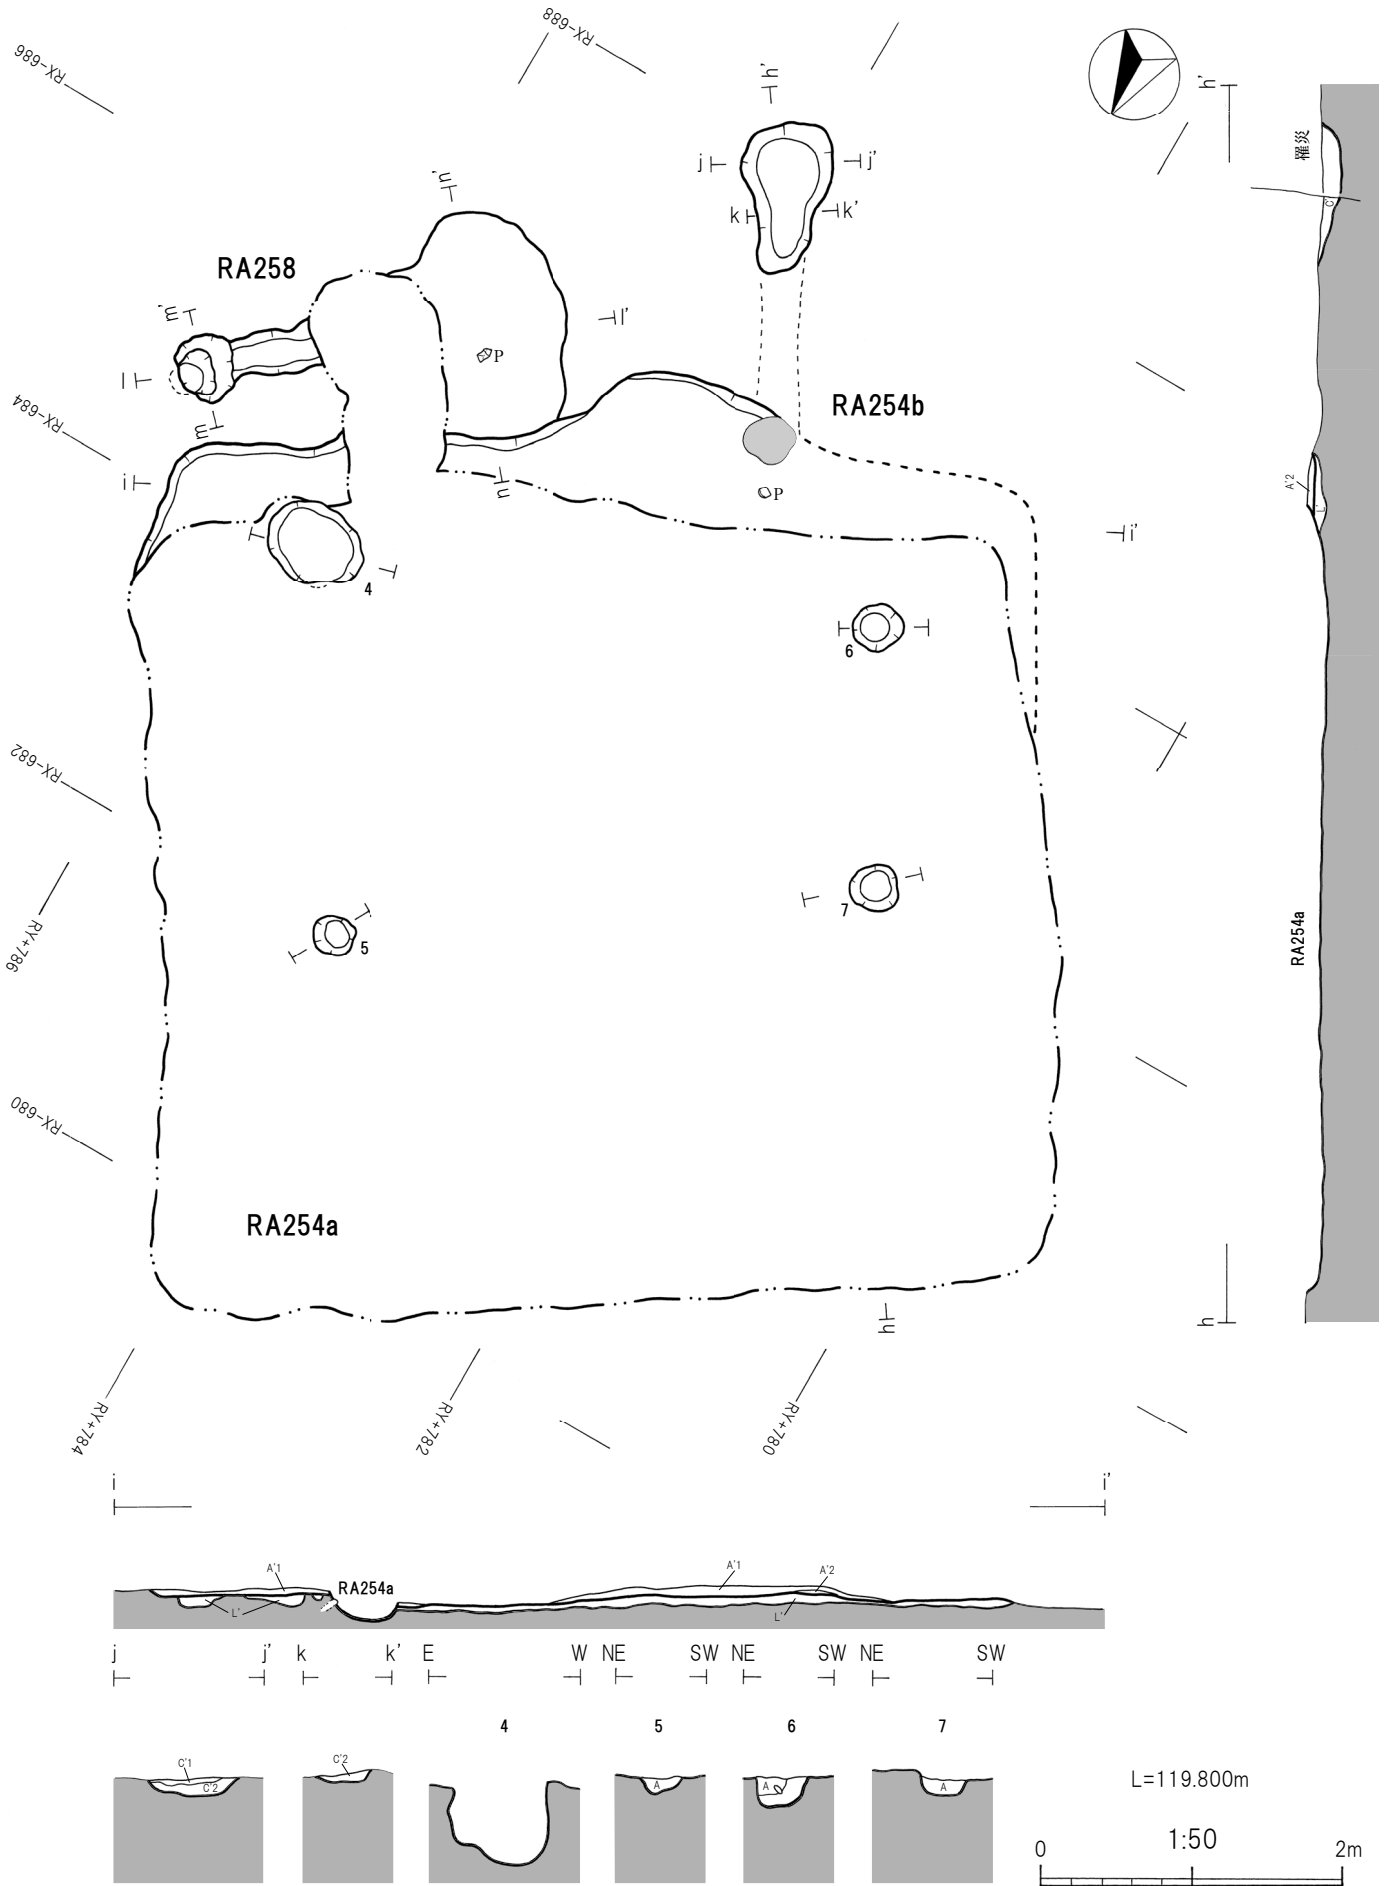 RX-688
RX-686
h'
h'
罹災
j
j'
k
k'
n'
C'
RA258
m'
l'
P
l
RX-684
m
RA254b
i
n
P
A'2
L'
i'
4
6
RX-682
7
5
RY+786
RA254a
RX-680
RA254a
h
h
RY+784
RY+782
RY+780
i
i'
A'1
RA254a
A'1
A'2
L'
L'
j
j'
k
k'
E
W
NE
SW
NE
SW
NE
SW
4
5
6
7
C'1
C'2
C'2
A
A
A
L=119.800m
1:50
0
2m